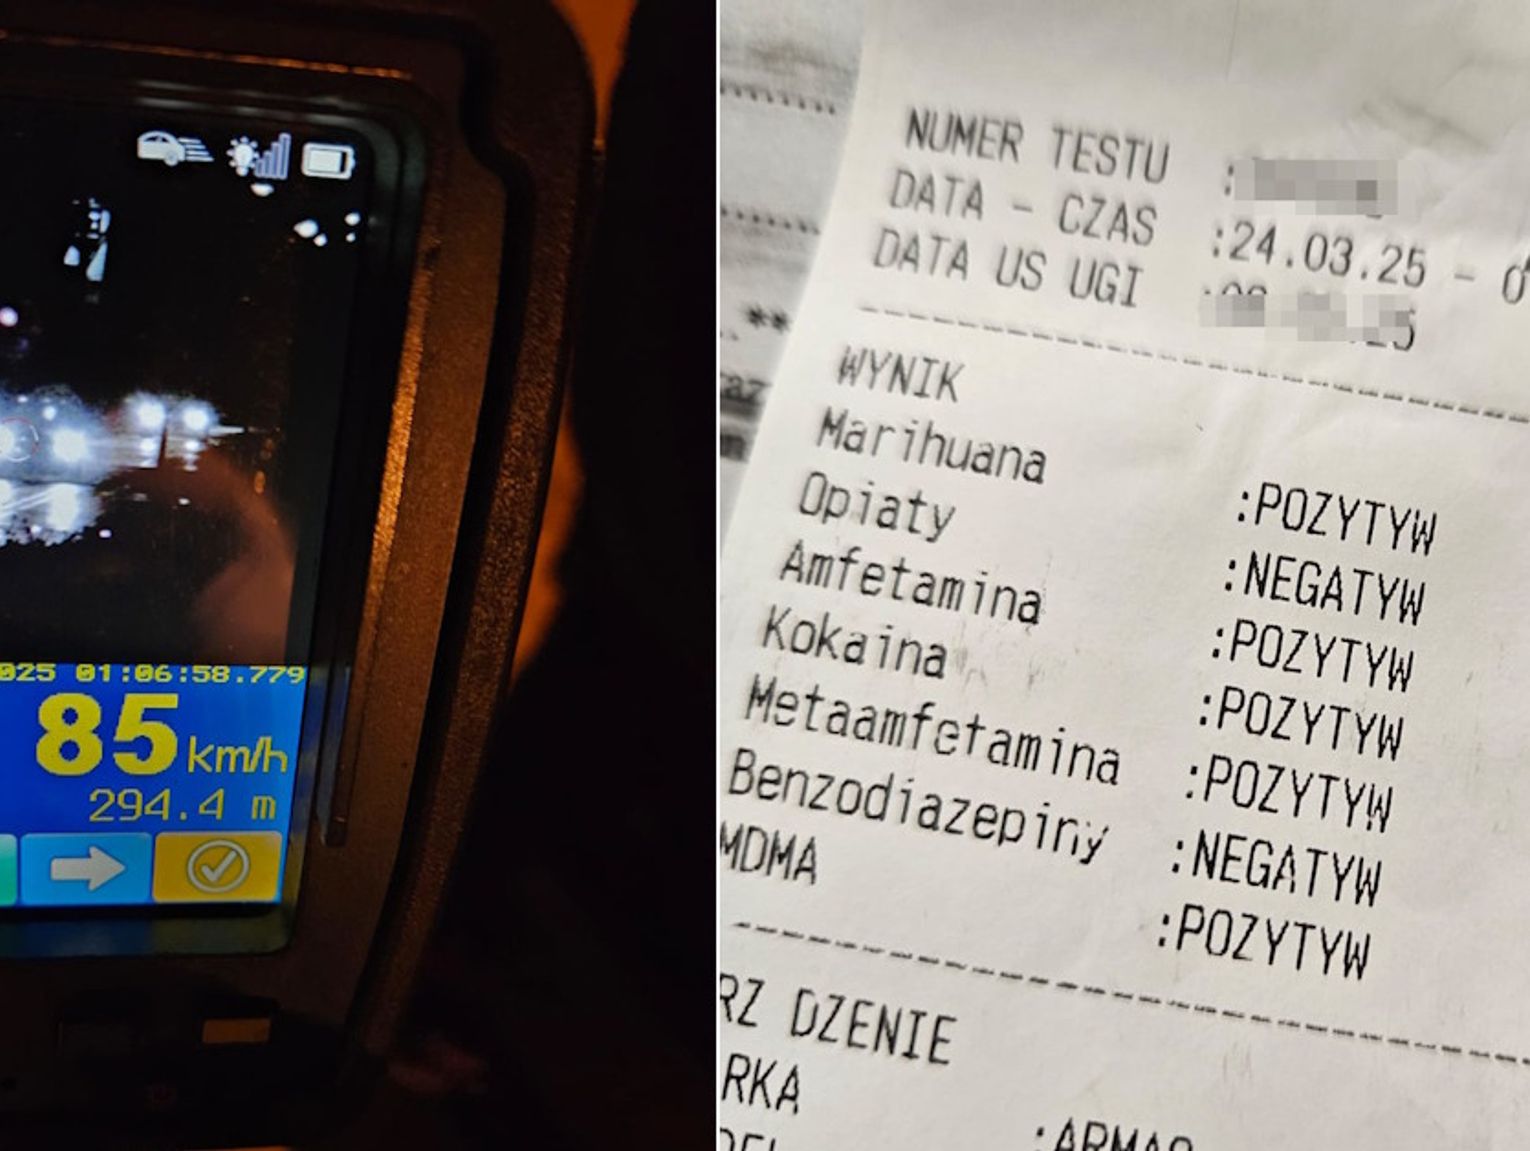 025 01:06:58.779
85 km/h
294.4 m
NUMER TESTU :
DATA - CZAS :24.03.25 - 0
DATA US UGI :
WYNIK
Marihuana :POZYTYW
Opiaty :NEGATYW
Amfetamina :POZYTYW
Kokaina :POZYTYW
Metaamfetamina :POZYTYW
Benzodiazepiny :NEGATYW
MDMA :POZYTYW
RZ DZENIE
RKA :ARMAO